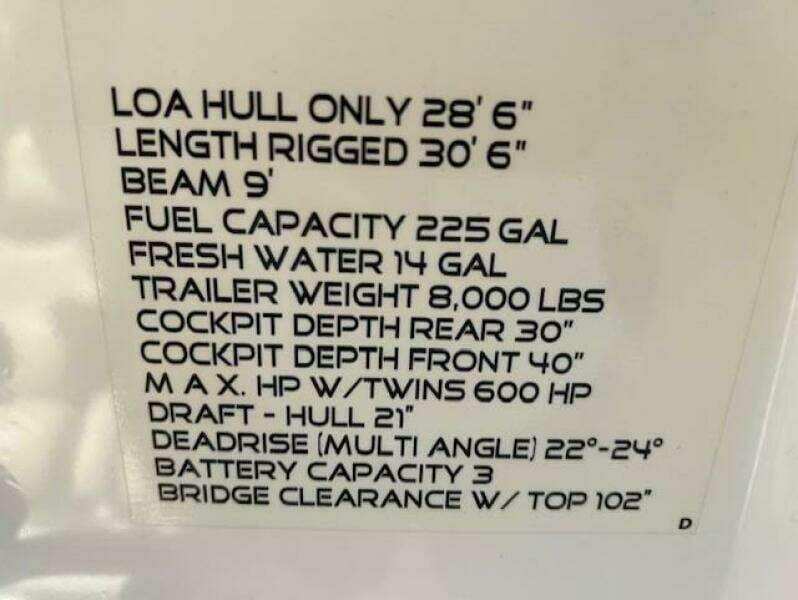 LOA HULL ONLY 28' 6"
LENGTH RIGGED 30' 6"
BEAM 9'
FUEL CAPACITY 225 GAL
FRESH WATER 14 GAL
TRAILER WEIGHT 8,000 LBS
COCKPIT DEPTH REAR 30"
COCKPIT DEPTH FRONT 40"
M A X. HP W/TWINS 600 HP
DRAFT - HULL 21"
DEADRISE (MULTI ANGLE) 22°-24°
BATTERY CAPACITY 3
BRIDGE CLEARANCE W/ TOP 102"
D